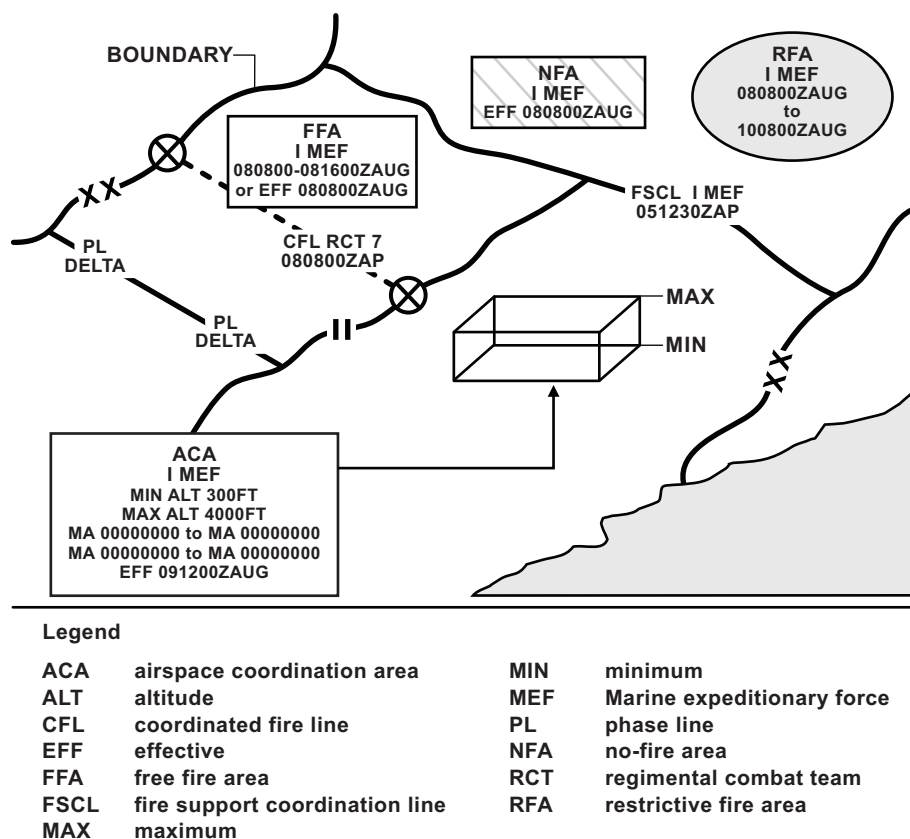 BOUNDARY
NFA
I MEF
EFF 080800ZAUG
RFA
I MEF
080800ZAUG
to
100800ZAUG
FFA
I MEF
080800-081600ZAUG
or EFF 080800ZAUG
XX
FSCL I MEF
051230ZAP
PL
DELTA
CFL RCT 7
080800ZAP
MAX
MIN
PL
DELTA
II
XX
ACA
I MEF
MIN ALT 300FT
MAX ALT 4000FT
MA 00000000 to MA 00000000
MA 00000000 to MA 00000000
EFF 091200ZAUG
Legend
ACA airspace coordination area
ALT altitude
CFL coordinated fire line
EFF effective
FFA free fire area
FSCL fire support coordination line
MAX maximum
MIN minimum
MEF Marine expeditionary force
PL phase line
NFA no-fire area
RCT regimental combat team
RFA restrictive fire area